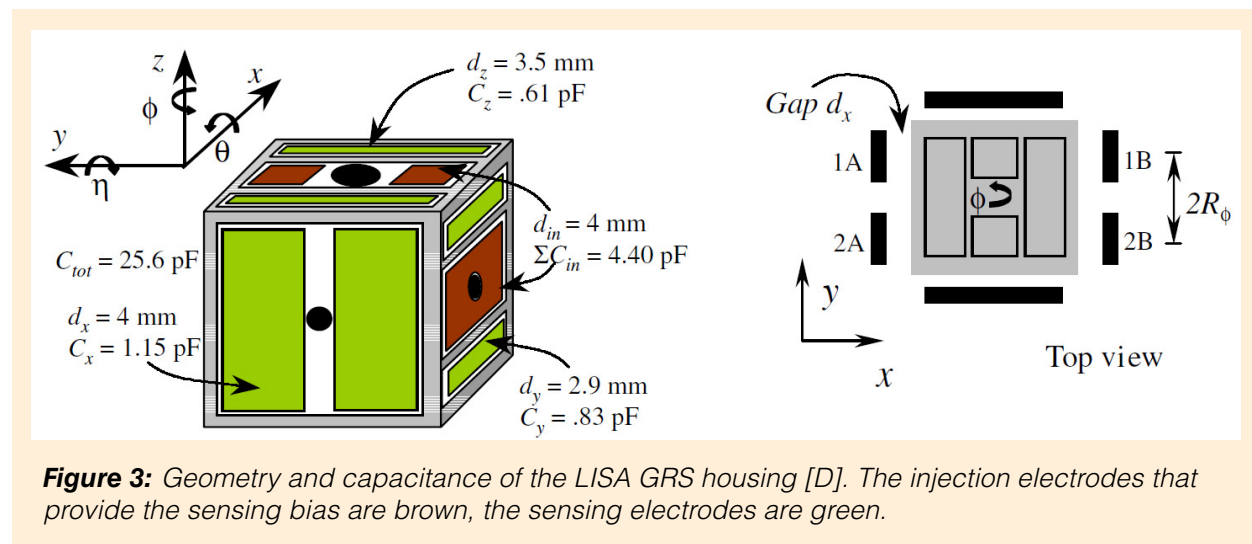 z
x
ϕ
θ
y
η
d_z = 3.5 mm
C_z = .61 pF
d_in = 4 mm
ΣC_in = 4.40 pF
C_tot = 25.6 pF
d_x = 4 mm
C_x = 1.15 pF
d_y = 2.9 mm
C_y = .83 pF
Gap d_x
1A
1B
ϕ
2R_ϕ
2A
2B
y
x
Top view
Figure 3: Geometry and capacitance of the LISA GRS housing [D]. The injection electrodes that
provide the sensing bias are brown, the sensing electrodes are green.